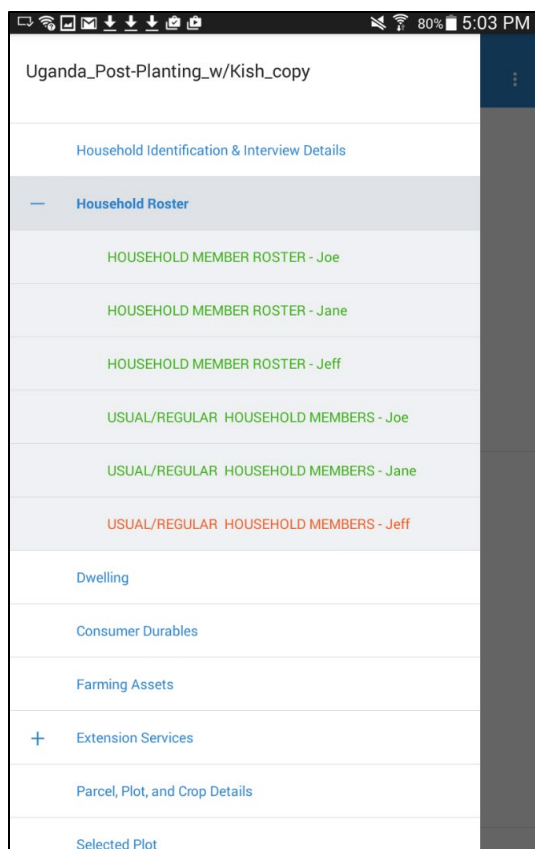 80% 5:03 PM
Uganda_Post-Planting_w/Kish_copy
Household Identification & Interview Details
Household Roster
HOUSEHOLD MEMBER ROSTER - Joe
HOUSEHOLD MEMBER ROSTER - Jane
HOUSEHOLD MEMBER ROSTER - Jeff
USUAL/REGULAR HOUSEHOLD MEMBERS - Joe
USUAL/REGULAR HOUSEHOLD MEMBERS - Jane
USUAL/REGULAR HOUSEHOLD MEMBERS - Jeff
Dwelling
Consumer Durables
Farming Assets
Extension Services
Parcel, Plot, and Crop Details
Selected Plot